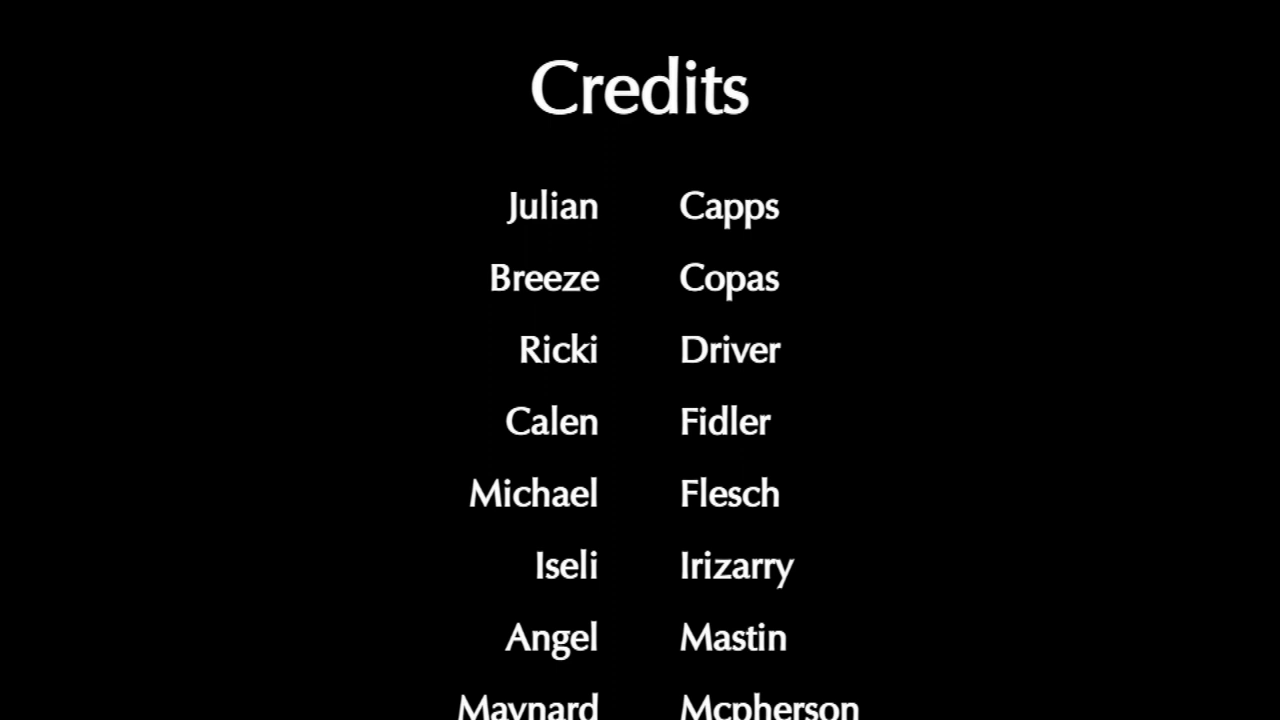 Credits
Julian Capps
Breeze Copas
Ricki Driver
Calen Fidler
Michael Flesch
Iseli Irizarry
Angel Mastin
Maynard Mcpherson